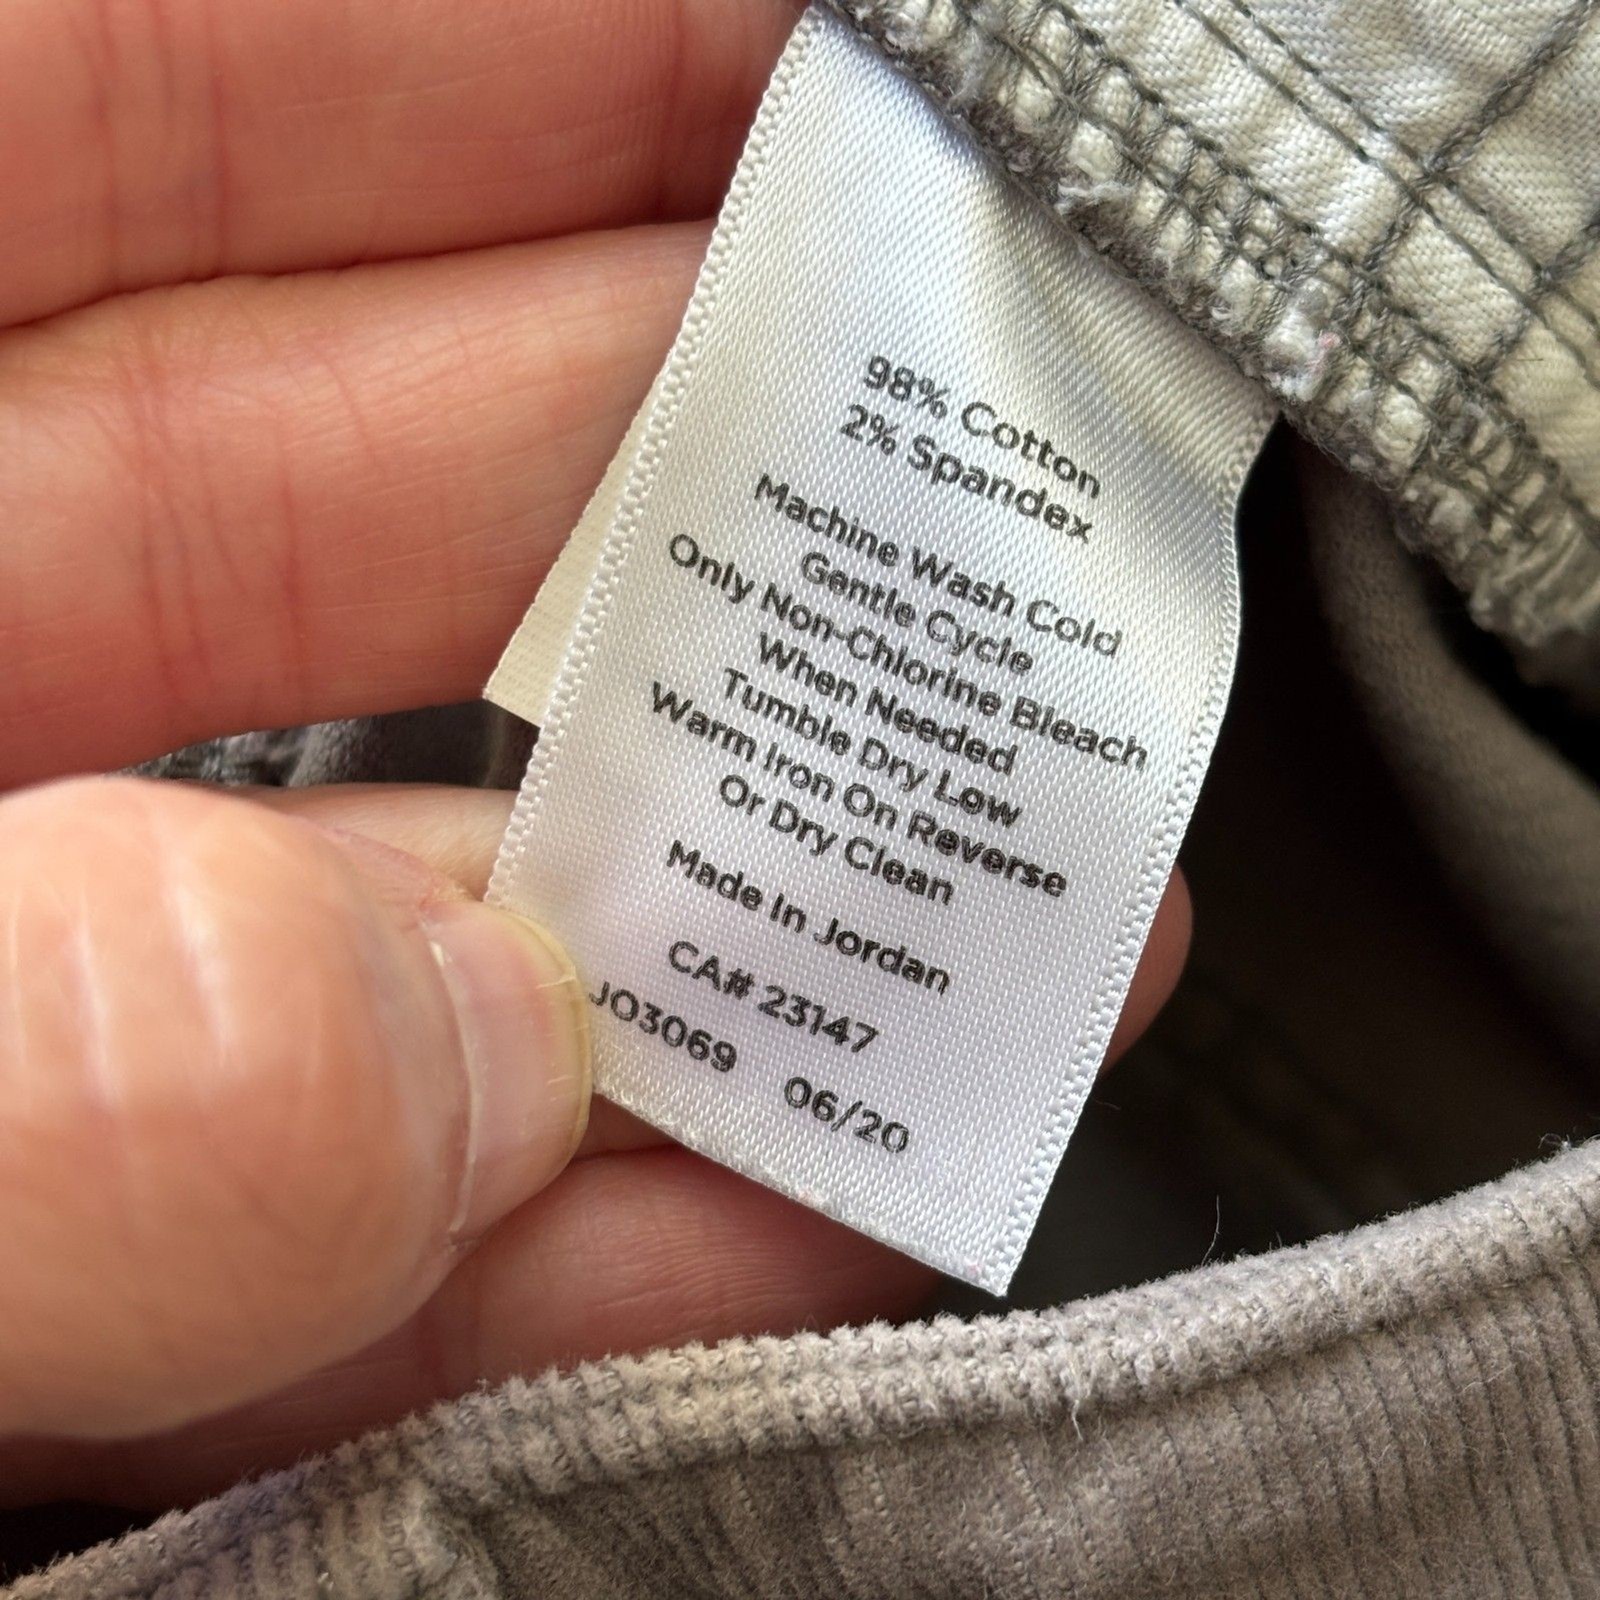 98% Cotton
2% Spandex
Machine Wash Cold
Gentle Cycle
Only Non-Chlorine Bleach
When Needed
Tumble Dry Low
Warm Iron On Reverse
Or Dry Clean
Made In Jordan
CA# 23147
JO3069 06/20